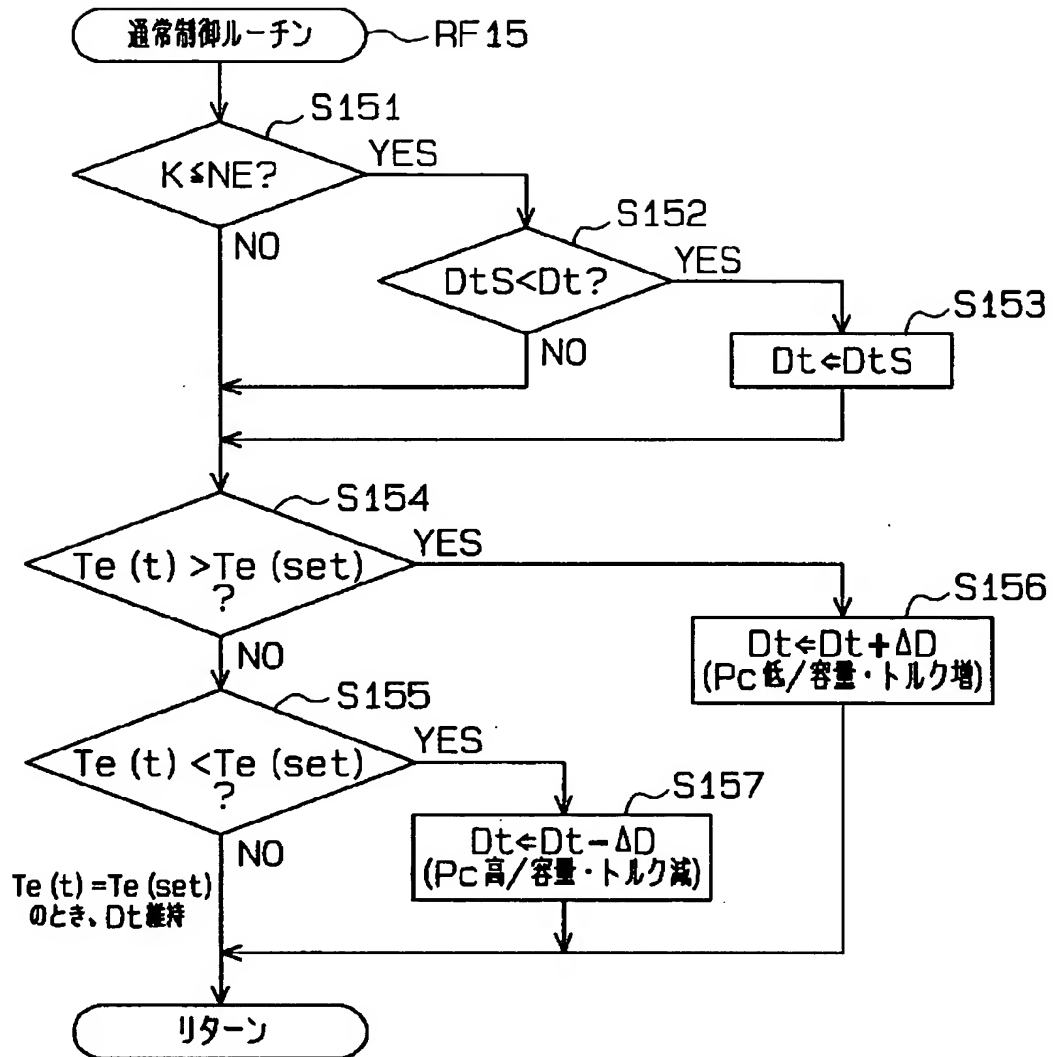 通常制御ルーチン
RF15
S151
K≦NE?
YES
NO
S152
DtS<Dt?
YES
NO
S153
Dt⇐DtS
S154
Te(t)>Te(set)
?
YES
NO
S156
Dt⇐Dt+ΔD
(Pc低/容量・トルク増)
S155
Te(t)<Te(set)
?
YES
NO
S157
Dt⇐Dt-ΔD
(Pc高/容量・トルク減)
Te(t)=Te(set)
のとき、Dt維持
リターン